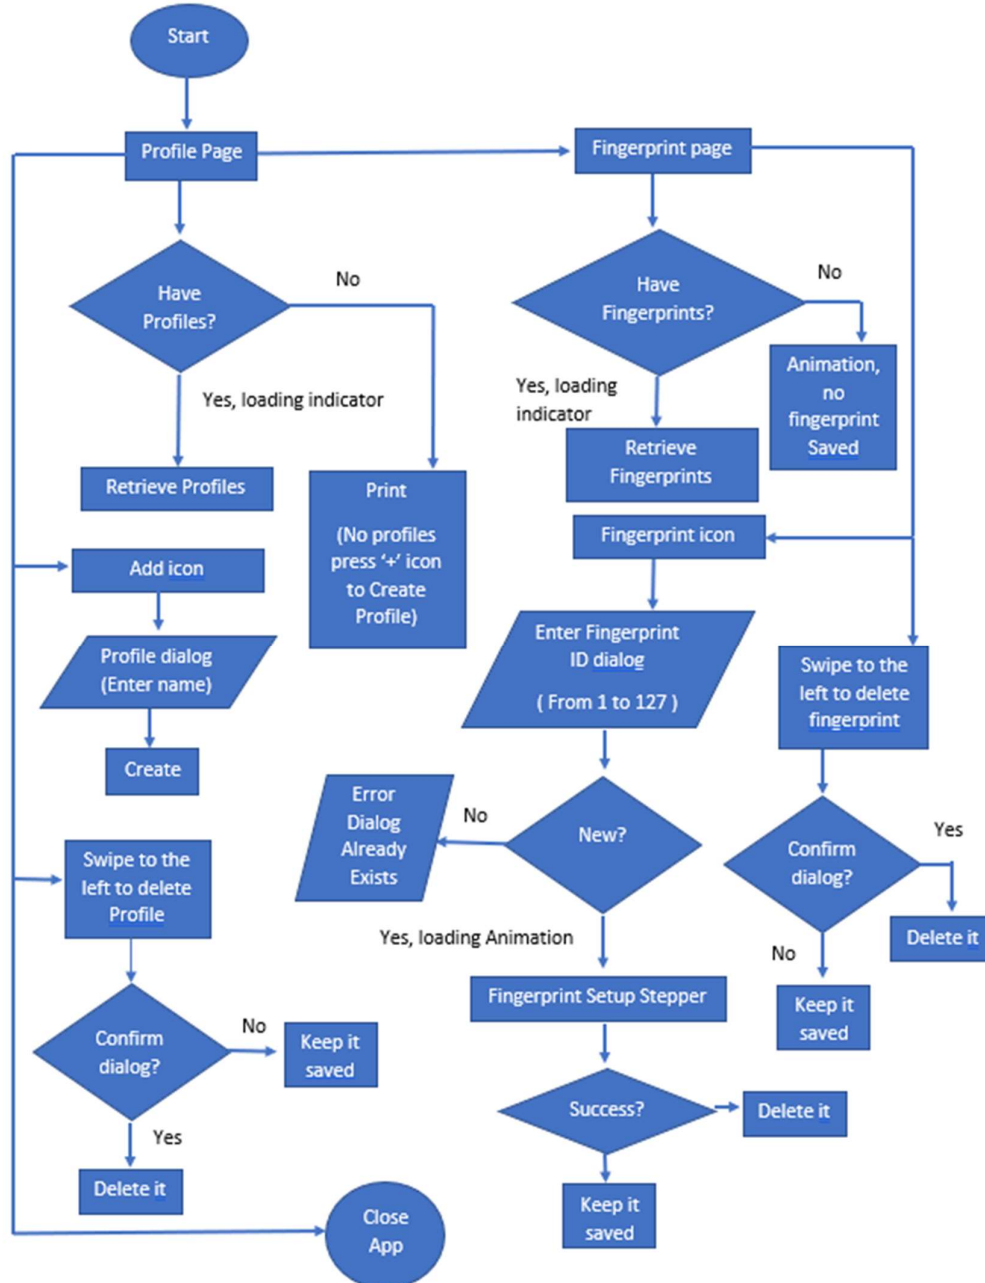 Start
Profile Page
Fingerprint page
Have
Profiles?
No
Have
Fingerprints?
No
Yes, loading indicator
Yes, loading
indicator
Animation,
no
fingerprint
Saved
Retrieve Profiles
Print
(No profiles
press ‘+’ icon
to Create
Profile)
Retrieve
Fingerprints
Fingerprint icon
Add icon
Profile dialog
(Enter name)
Create
Enter Fingerprint
ID dialog
( From 1 to 127 )
Swipe to the
left to delete
fingerprint
Error
Dialog
Already
Exists
No
New?
Confirm
dialog?
Yes
Delete it
No
Keep it
saved
Swipe to the
left to delete
Profile
Yes, loading Animation
Fingerprint Setup Stepper
Confirm
dialog?
No
Keep it
saved
Yes
Delete it
Success?
Delete it
Keep it
saved
Close
App